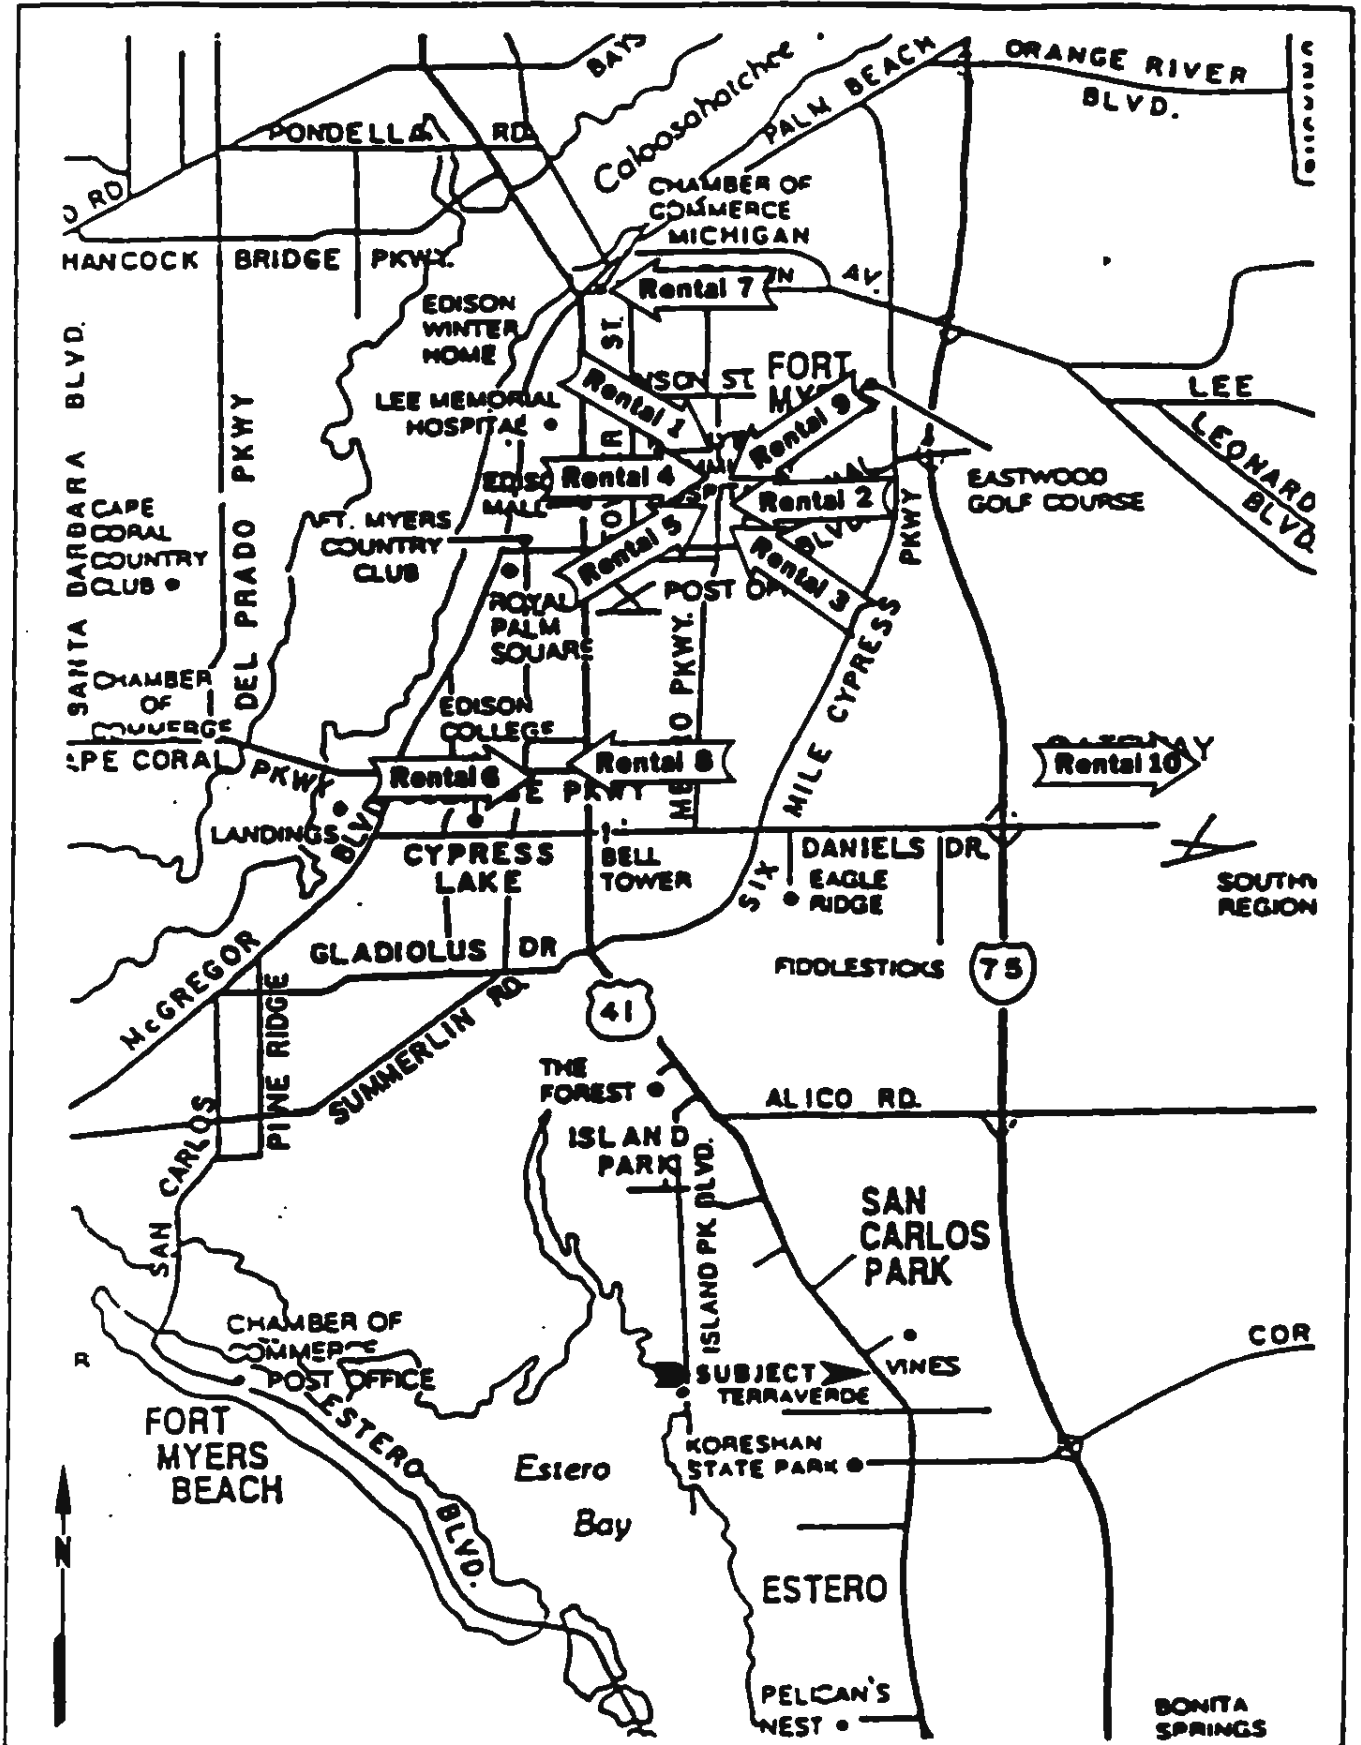 ORANGE RIVER
BLVD.
BAYS
Caloosahatchee
PALM BEACH
PONDELLA RD.
RD
CHAMBER OF
COMMERCE
MICHIGAN
AV.
HANCOCK BRIDGE PKWY.
Rental 7
EDISON
WINTER
HOME
ST.
FORT
Rental 1
ST
Rental 9
LEE
LEONARD
BLVD.
LEE MEMORIAL
HOSPITAL
SANTA BARBARA BLVD.
DEL PRADO PKWY
Rental 4
Rental 2
MALL
EASTWOOD
GOLF COURSE
CAPE
CORAL
COUNTRY
CLUB
FT. MYERS
COUNTRY
CLUB
Rental 5
Rental 3
PKWY
ROYAL
PALM
SQUARE
POST
PKWY.
SIX MILE CYPRESS
CHAMBER
OF
COMMERCE
EDISON
COLLEGE
CORAL PKWY
Rental 6
Rental 8
Rental 10
PKWY
LANDINGS
BLVD
CYPRESS
LAKE
BELL
TOWER
DANIELS DR.
EAGLE
RIDGE
SOUTHW
REGION
McGREGOR
GLADIOLUS DR
FIDDLESTICKS
75
41
PINE RIDGE
SUMMERLIN RD.
THE
FOREST
ALICO RD.
ISLAND
PARK
ISLAND PK BLVD.
SAN CARLOS
SAN
CARLOS
PARK
CHAMBER OF
COMMERCE
POST OFFICE
R
COR
SUBJECT
VINES
TERRAVERDE
FORT
MYERS
BEACH
ESTERO BLVD.
KORESHAN
STATE PARK
Estero
Bay
N
ESTERO
PELICAN'S
NEST
BONITA
SPRINGS